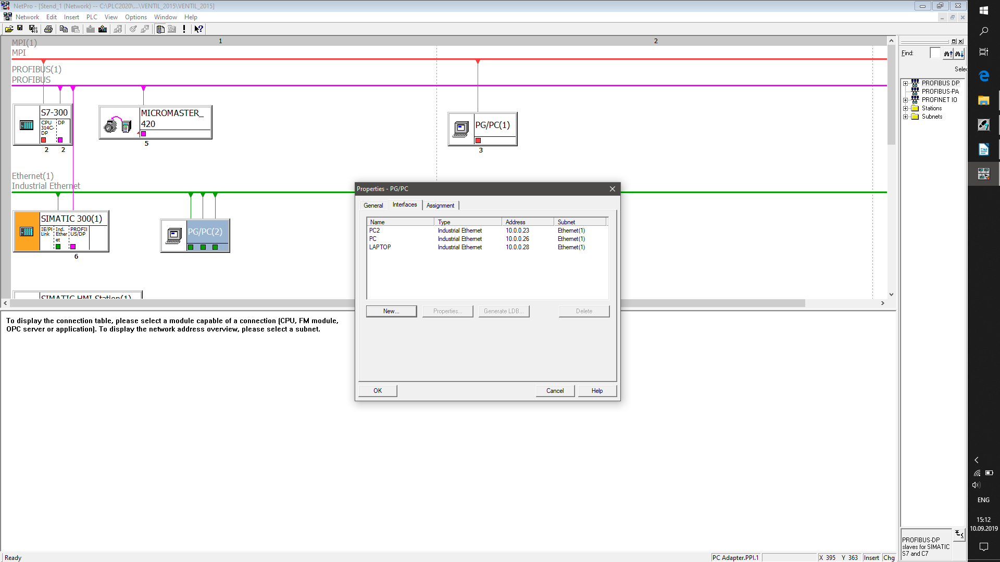 NetPro - [Stend_1 (Network) -- C:\PLC2020\...\VENTIL_2015\VENTIL_2015]
Network Edit Insert PLC View Options Window Help
1 2
MPI(1)
MPI
PROFIBUS(1)
PROFIBUS
S7-300
CPU 314C-DP
DP
2 2
MICROMASTER_420
5
PG/PC(1)
3
Ethernet(1)
Industrial Ethernet
SIMATIC 300(1)
IE/PI Link
Ind. Ether et
PROFII US/DP
6
PG/PC(2)
SIMATIC HMI Station(1)
Properties - PG/PC
General Interfaces Assignment
Name Type Address Subnet
PC2 Industrial Ethernet 10.0.0.23 Ethernet(1)
PC Industrial Ethernet 10.0.0.26 Ethernet(1)
LAPTOP Industrial Ethernet 10.0.0.28 Ethernet(1)
New... Properties... Generate LDB... Delete
OK Cancel Help
To display the connection table, please select a module capable of a connection (CPU, FM module,
OPC server or application). To display the network address overview, please select a subnet.
Find:
Selec
PROFIBUS DP
PROFIBUS-PA
PROFINET IO
Stations
Subnets
PROFIBUS-DP
slaves for SIMATIC
S7 and C7
Ready
PC Adapter.PPI.1
X 395 Y 363 Insert Chg
ENG
15:12
10.09.2019